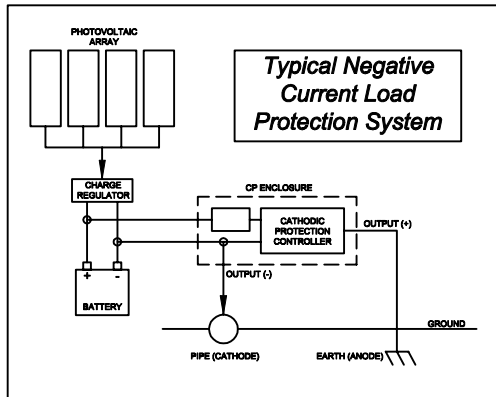 PHOTOVOLTAIC
ARRAY
Typical Negative
Current Load
Protection System
CHARGE
REGULATOR
CP ENCLOSURE
CATHODIC
PROTECTION
CONTROLLER
OUTPUT (+)
+ -
BATTERY
OUTPUT (-)
GROUND
PIPE (CATHODE)
EARTH (ANODE)